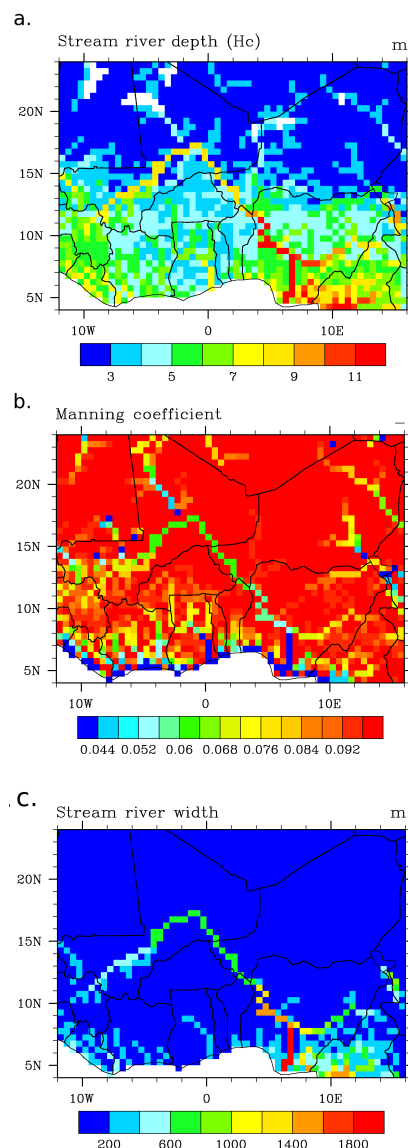 a.
Stream river depth (Hc) m
20N
15N
10N
5N
10W 0 10E
3 5 7 9 11
b.
Manning coefficient _
20N
15N
10N
5N
10W 0 10E
0.044 0.052 0.06 0.068 0.076 0.084 0.092
. c.
Stream river width m
20N
15N
10N
5N
10W 0 10E
200 600 1000 1400 1800